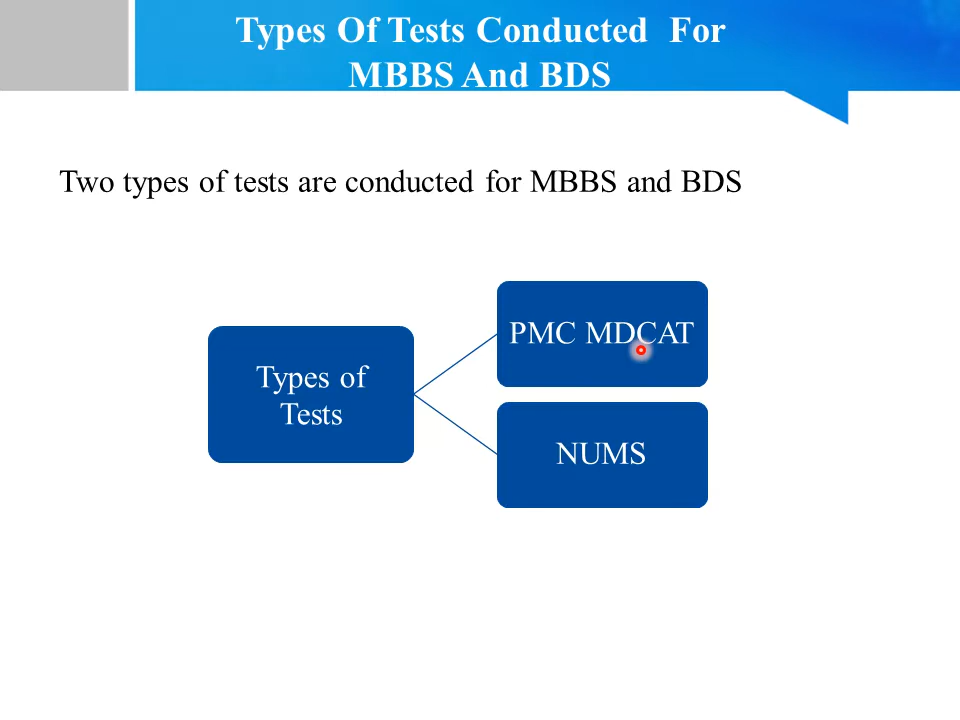 Types Of Tests Conducted  For
MBBS And BDS
Two types of tests are conducted for MBBS and BDS
Types of
Tests
PMC MDCAT
NUMS